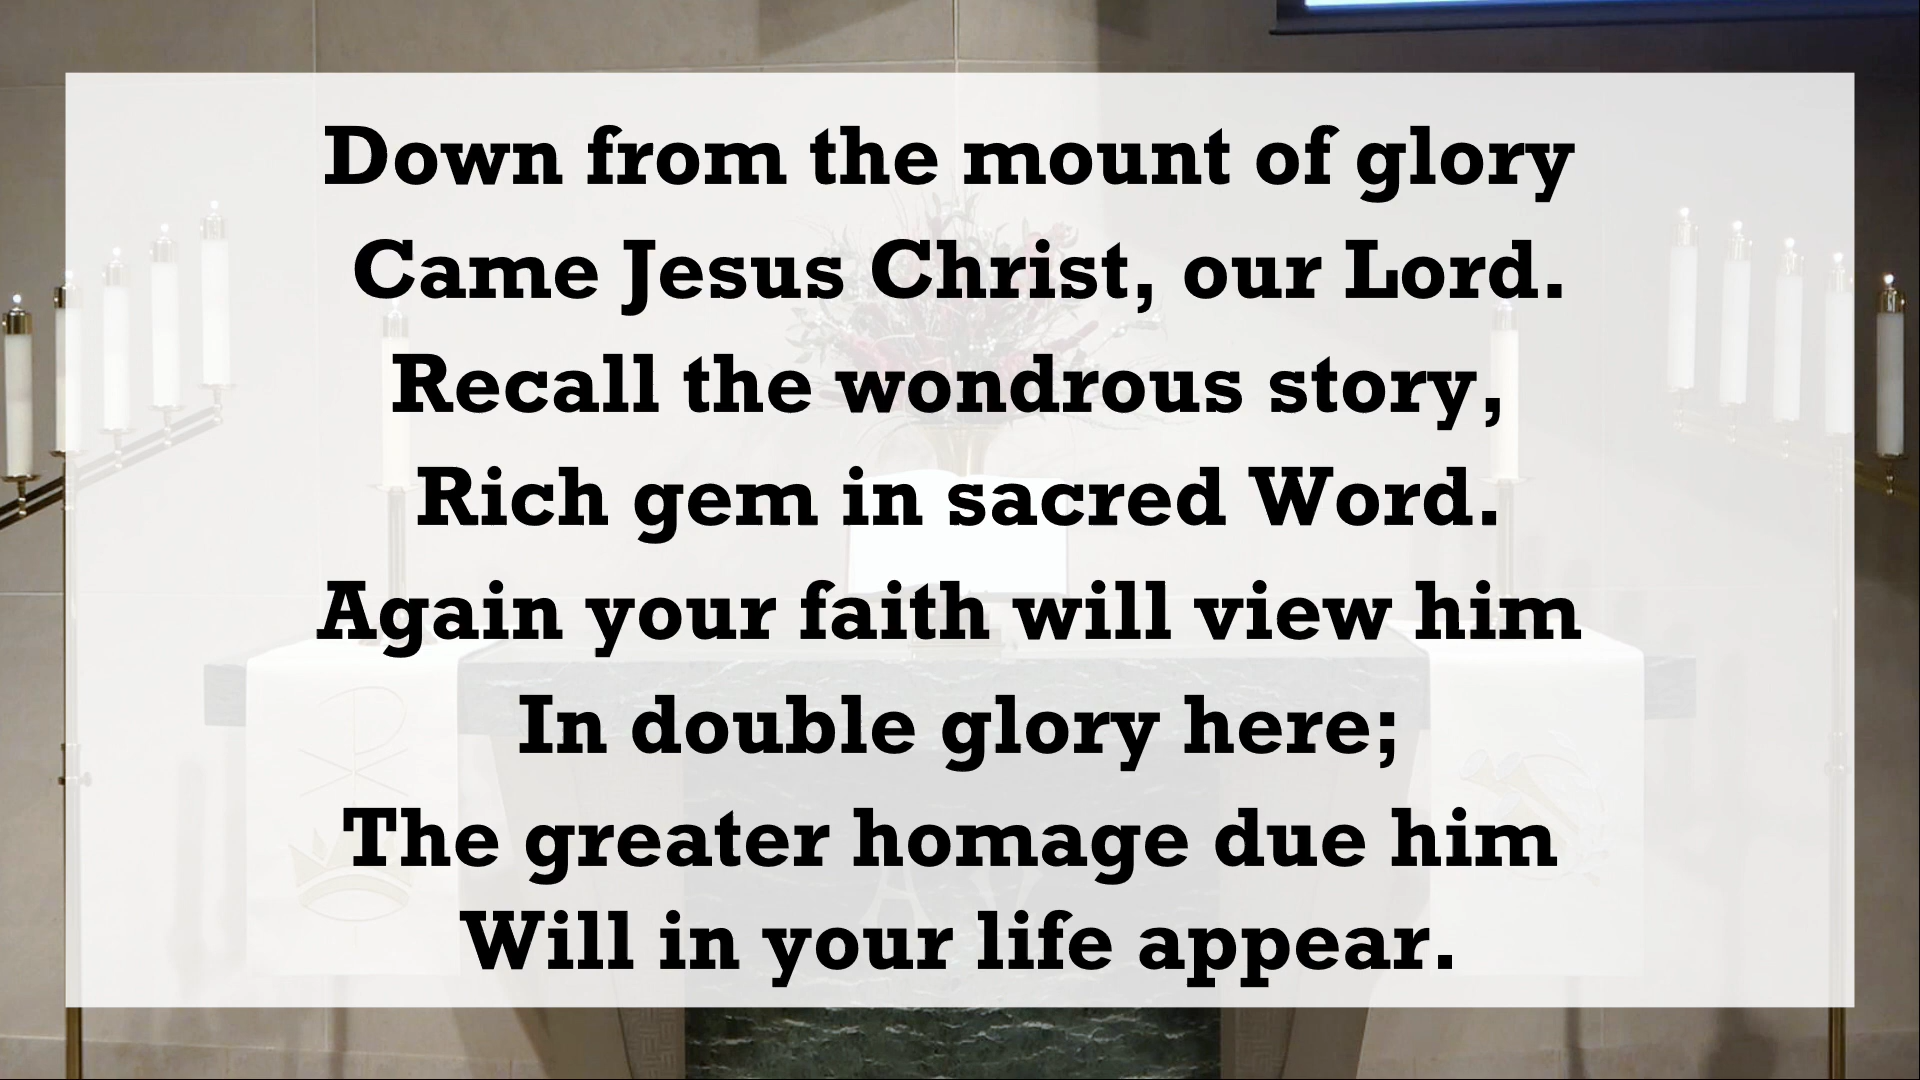 Down from the mount of glory
Came Jesus Christ, our Lord.
Recall the wondrous story,
Rich gem in sacred Word.
Again your faith will view him
In double glory here;
The greater homage due him
Will in your life appear.